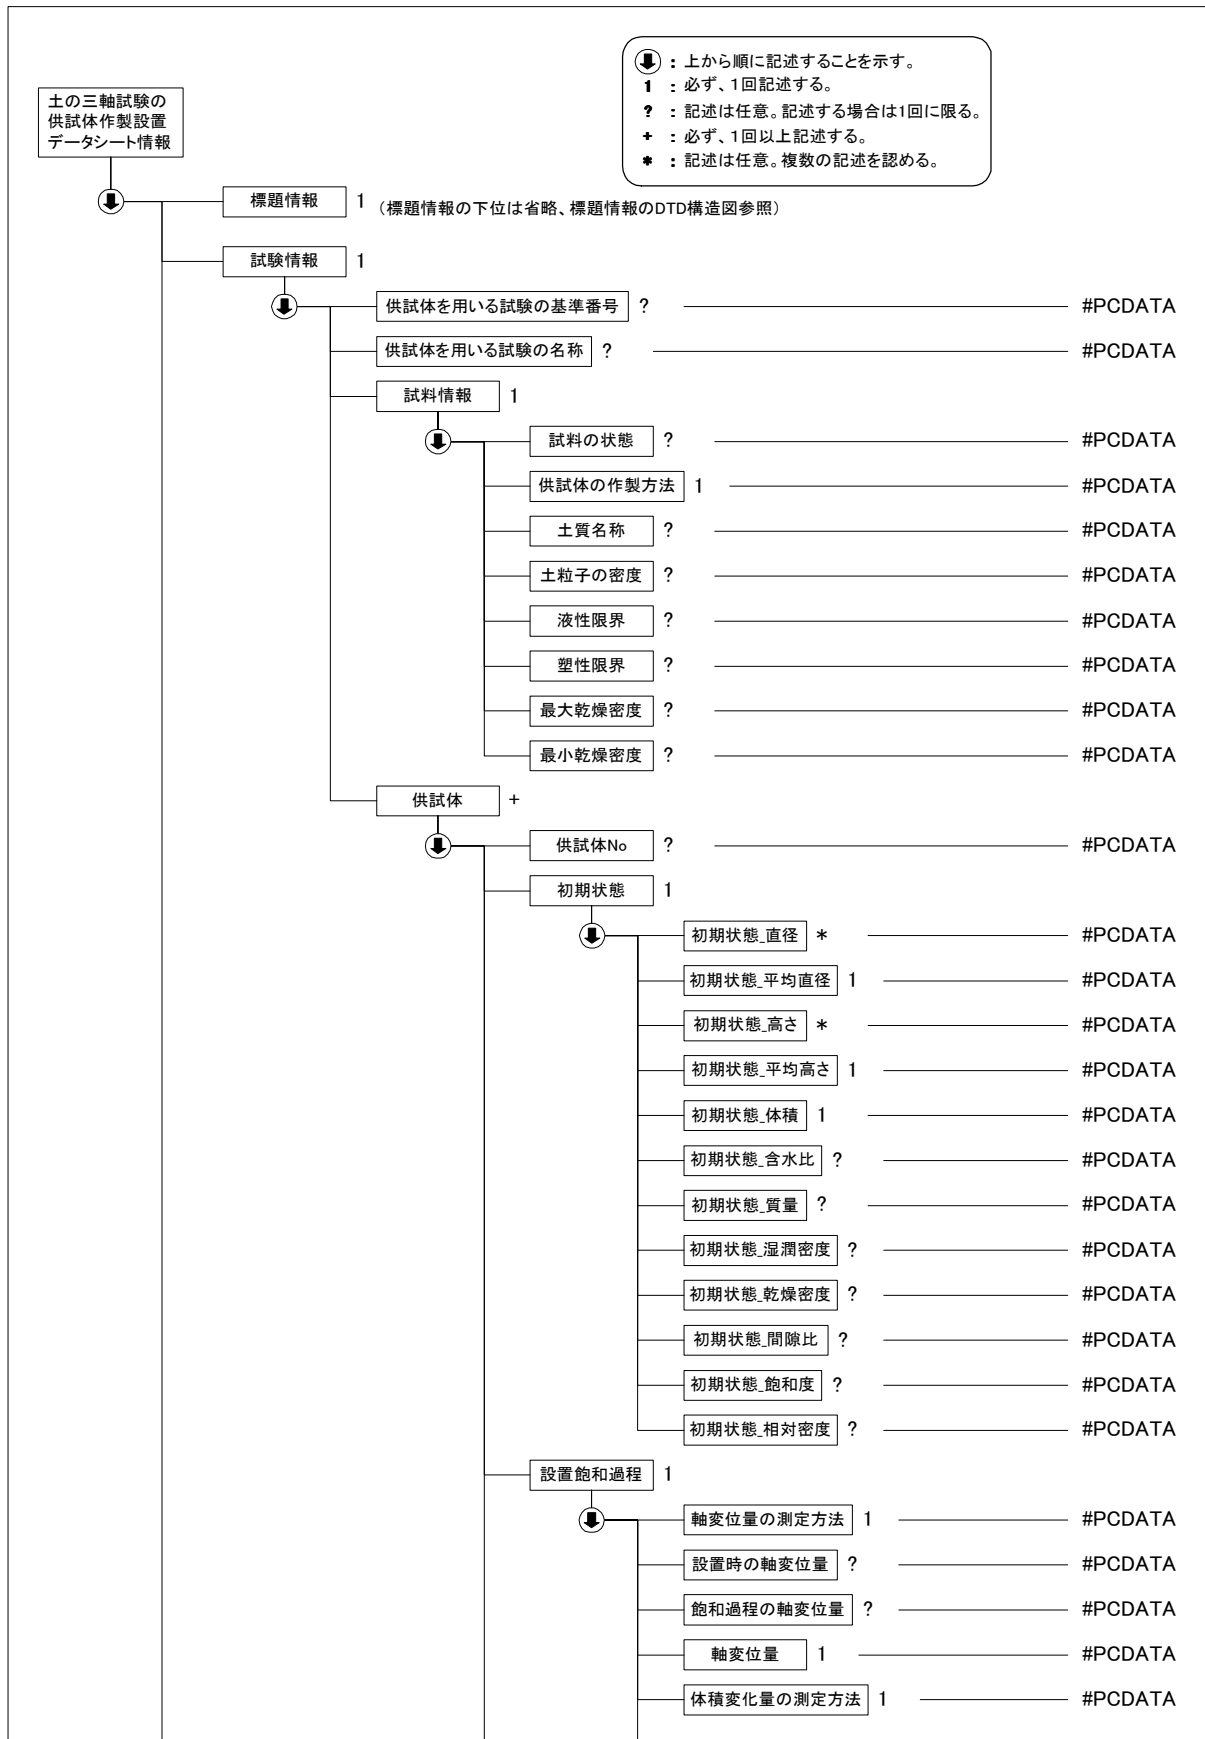 : 上から順に記述することを示す。
1 : 必ず、1回記述する。
? : 記述は任意。記述する場合は1回に限る。
+ : 必ず、1回以上記述する。
* : 記述は任意。複数の記述を認める。
土の三軸試験の
供試体作製設置
データシート情報
標題情報 1 (標題情報の下位は省略、標題情報のDTD構造図参照)
試験情報 1
供試体を用いる試験の基準番号 ? #PCDATA
供試体を用いる試験の名称 ? #PCDATA
試料情報 1
試料の状態 ? #PCDATA
供試体の作製方法 1 #PCDATA
土質名称 ? #PCDATA
土粒子の密度 ? #PCDATA
液性限界 ? #PCDATA
塑性限界 ? #PCDATA
最大乾燥密度 ? #PCDATA
最小乾燥密度 ? #PCDATA
供試体 +
供試体No ? #PCDATA
初期状態 1
初期状態_直径 * #PCDATA
初期状態_平均直径 1 #PCDATA
初期状態_高さ * #PCDATA
初期状態_平均高さ 1 #PCDATA
初期状態_体積 1 #PCDATA
初期状態_含水比 ? #PCDATA
初期状態_質量 ? #PCDATA
初期状態_湿潤密度 ? #PCDATA
初期状態_乾燥密度 ? #PCDATA
初期状態_間隙比 ? #PCDATA
初期状態_飽和度 ? #PCDATA
初期状態_相対密度 ? #PCDATA
設置飽和過程 1
軸変位量の測定方法 1 #PCDATA
設置時の軸変位量 ? #PCDATA
飽和過程の軸変位量 ? #PCDATA
軸変位量 1 #PCDATA
体積変化量の測定方法 1 #PCDATA